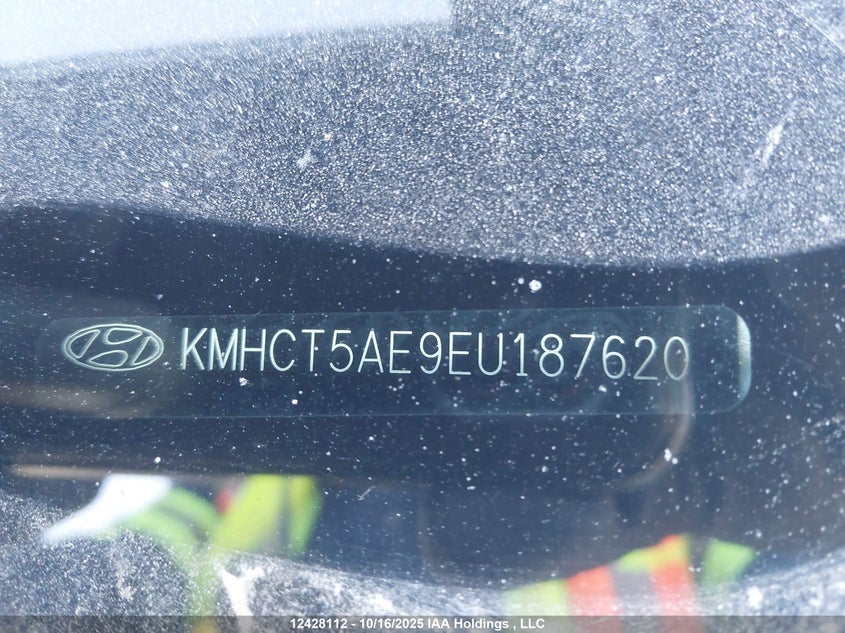 KMHCT5AE9EU187620
12428112 - 10/16/2025 IAA Holdings , LLC